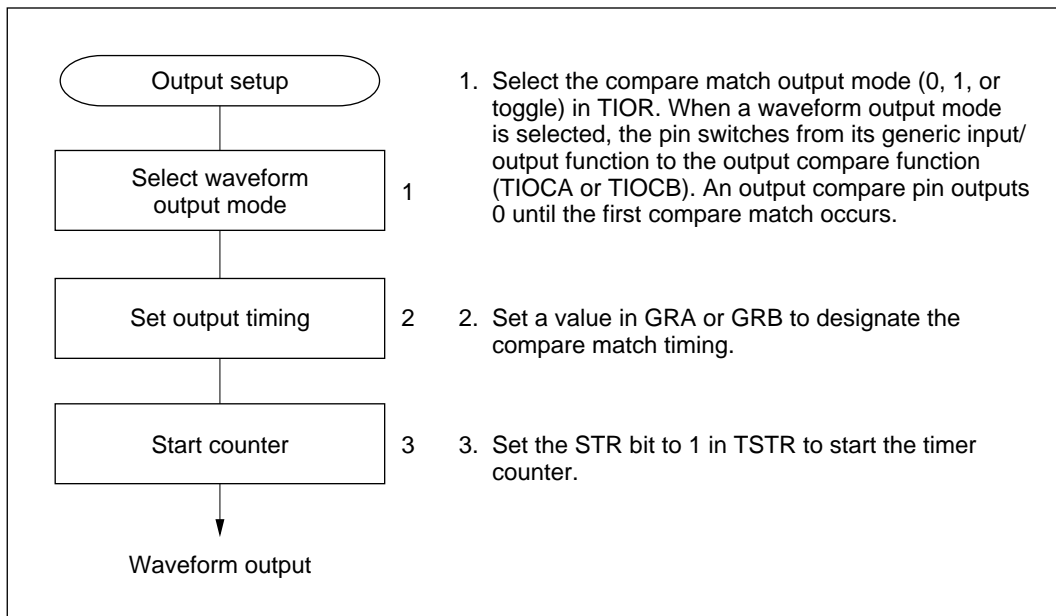 Output setup
Select waveform
output mode
1
Set output timing
2
Start counter
3
Waveform output
1. Select the compare match output mode (0, 1, or
toggle) in TIOR. When a waveform output mode
is selected, the pin switches from its generic input/
output function to the output compare function
(TIOCA or TIOCB). An output compare pin outputs
0 until the first compare match occurs.
2. Set a value in GRA or GRB to designate the
compare match timing.
3. Set the STR bit to 1 in TSTR to start the timer
counter.